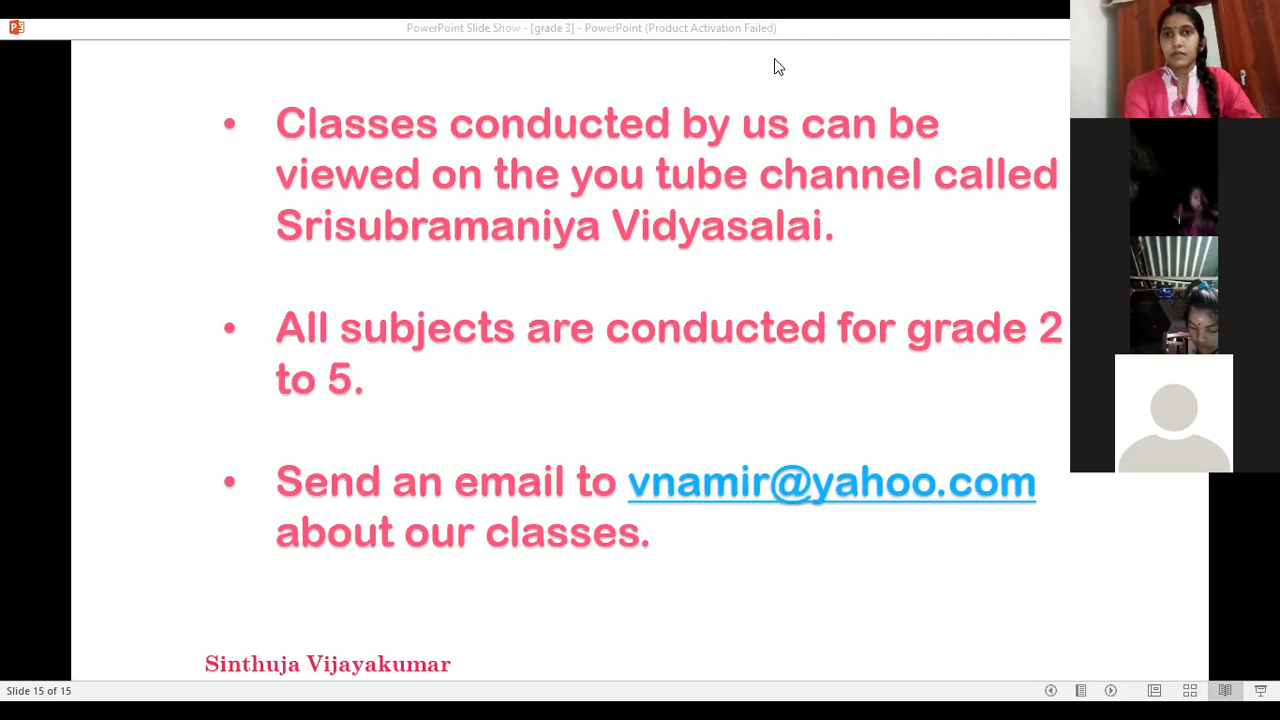 PowerPoint Slide Show - [grade 3] - PowerPoint (Product Activation Failed)
• Classes conducted by us can be
viewed on the you tube channel called
Srisubramaniya Vidyasalai.
• All subjects are conducted for grade 2
to 5.
• Send an email to vnamir@yahoo.com
about our classes.
Sinthuja Vijayakumar
Slide 15 of 15